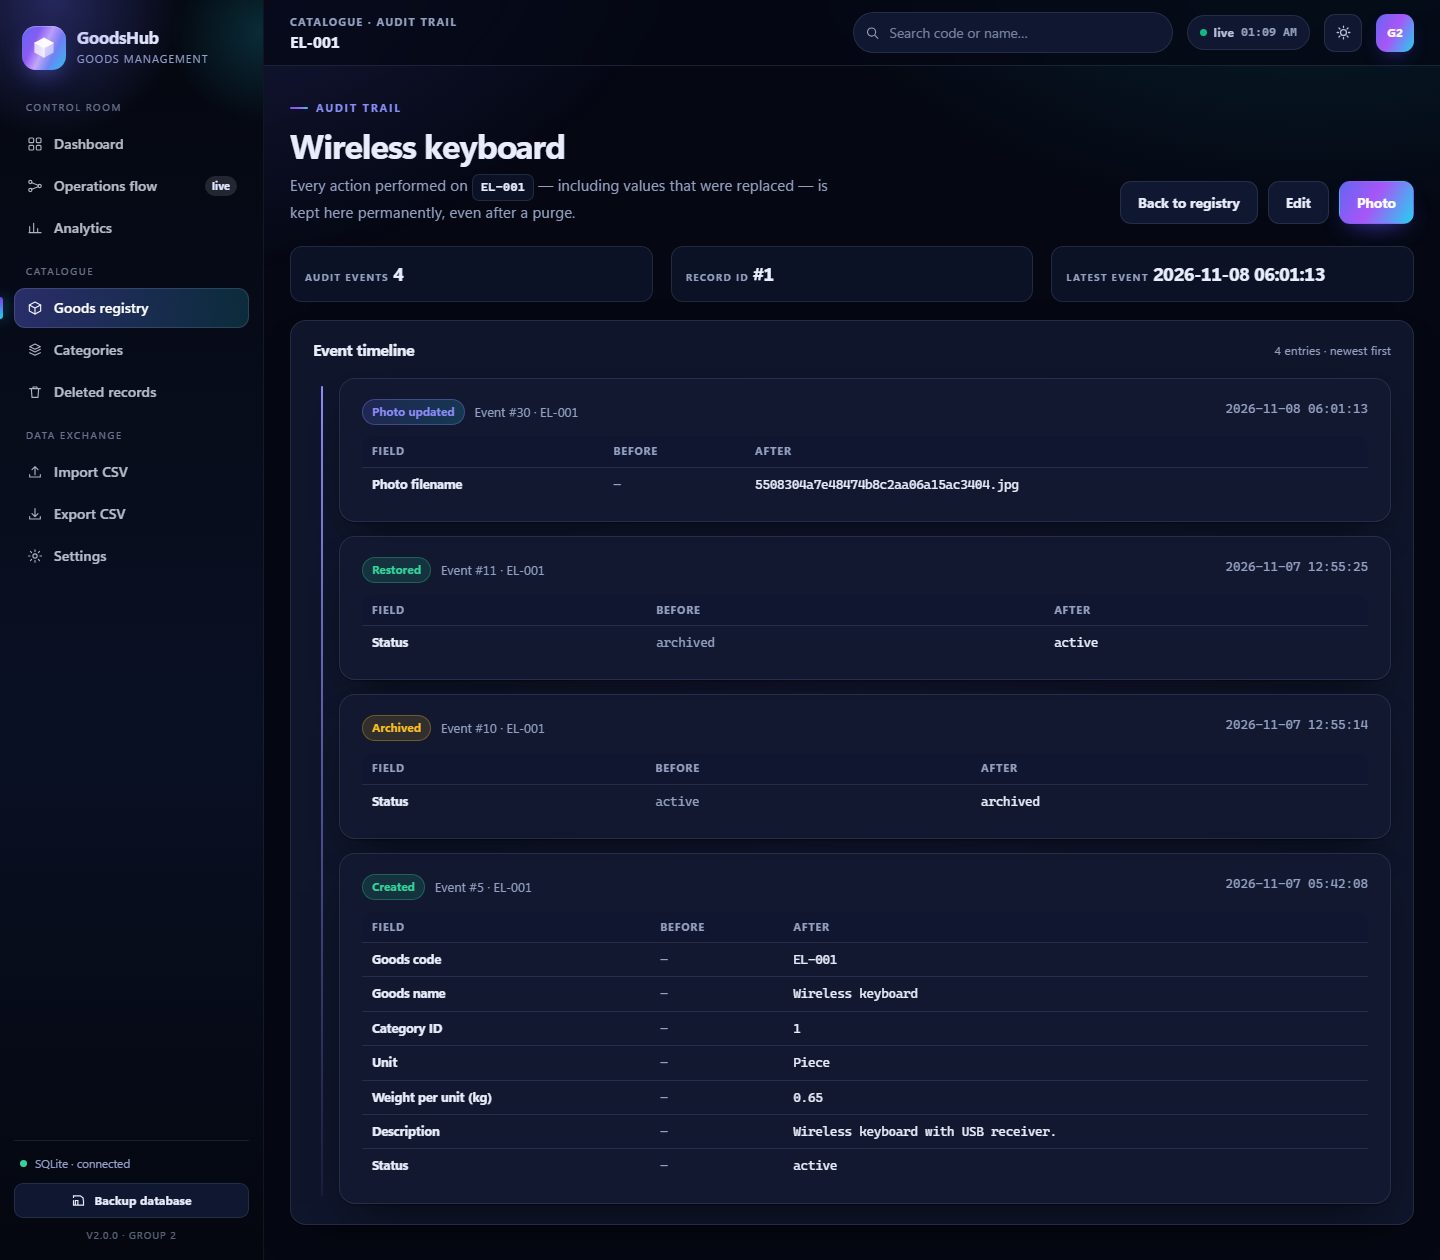 GoodsHub
GOODS MANAGEMENT
CONTROL ROOM
Dashboard
Operations flow live
Analytics
CATALOGUE
Goods registry
Categories
Deleted records
DATA EXCHANGE
Import CSV
Export CSV
Settings
SQLite · connected
Backup database
V2.0.0 · GROUP 2
CATALOGUE · AUDIT TRAIL
EL-001
Search code or name...
live 01:09 AM
G2
AUDIT TRAIL
Wireless keyboard
Every action performed on EL-001 — including values that were replaced — is
kept here permanently, even after a purge.
Back to registry
Edit
Photo
AUDIT EVENTS 4
RECORD ID #1
LATEST EVENT 2026-11-08 06:01:13
Event timeline
4 entries · newest first
Photo updated Event #30 · EL-001 2026-11-08 06:01:13
FIELD BEFORE AFTER
Photo filename — 5508304a7e48474b8c2aa06a15ac3404.jpg
Restored Event #11 · EL-001 2026-11-07 12:55:25
FIELD BEFORE AFTER
Status archived active
Archived Event #10 · EL-001 2026-11-07 12:55:14
FIELD BEFORE AFTER
Status active archived
Created Event #5 · EL-001 2026-11-07 05:42:08
FIELD BEFORE AFTER
Goods code — EL-001
Goods name — Wireless keyboard
Category ID — 1
Unit — Piece
Weight per unit (kg) — 0.65
Description — Wireless keyboard with USB receiver.
Status — active